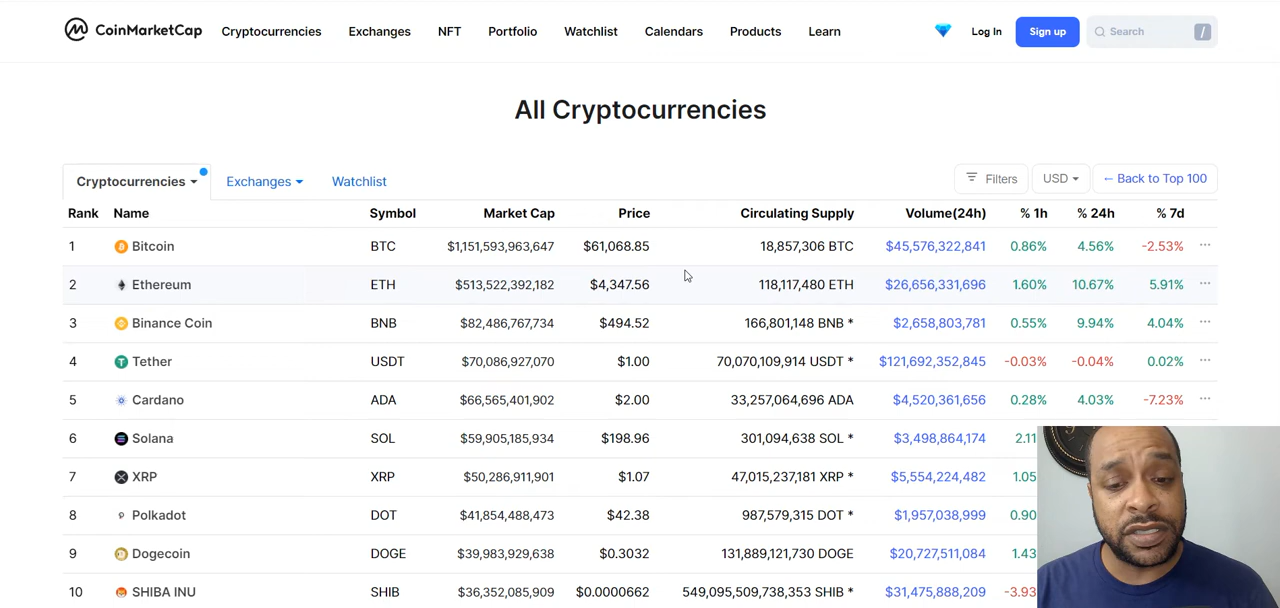 CoinMarketCap Cryptocurrencies Exchanges NFT Portfolio Watchlist Calendars Products Learn Log In Sign up Search /
All Cryptocurrencies
Cryptocurrencies Exchanges Watchlist Filters USD ← Back to Top 100
Rank Name Symbol Market Cap Price Circulating Supply Volume(24h) % 1h % 24h % 7d
1 Bitcoin BTC $1,151,593,963,647 $61,068.85 18,857,306 BTC $45,576,322,841 0.86% 4.56% -2.53%
2 Ethereum ETH $513,522,392,182 $4,347.56 118,117,480 ETH $26,656,331,696 1.60% 10.67% 5.91%
3 Binance Coin BNB $82,486,767,734 $494.52 166,801,148 BNB * $2,658,803,781 0.55% 9.94% 4.04%
4 Tether USDT $70,086,927,070 $1.00 70,070,109,914 USDT * $121,692,352,845 -0.03% -0.04% 0.02%
5 Cardano ADA $66,565,401,902 $2.00 33,257,064,696 ADA $4,520,361,656 0.28% 4.03% -7.23%
6 Solana SOL $59,905,185,934 $198.96 301,094,638 SOL * $3,498,864,174 2.11
7 XRP XRP $50,286,911,901 $1.07 47,015,237,181 XRP * $5,554,224,482 1.05
8 Polkadot DOT $41,854,488,473 $42.38 987,579,315 DOT * $1,957,038,999 0.90
9 Dogecoin DOGE $39,983,929,638 $0.3032 131,889,121,730 DOGE $20,727,511,084 1.43
10 SHIBA INU SHIB $36,352,085,909 $0.0000662 549,095,509,738,353 SHIB * $31,475,888,209 -3.93